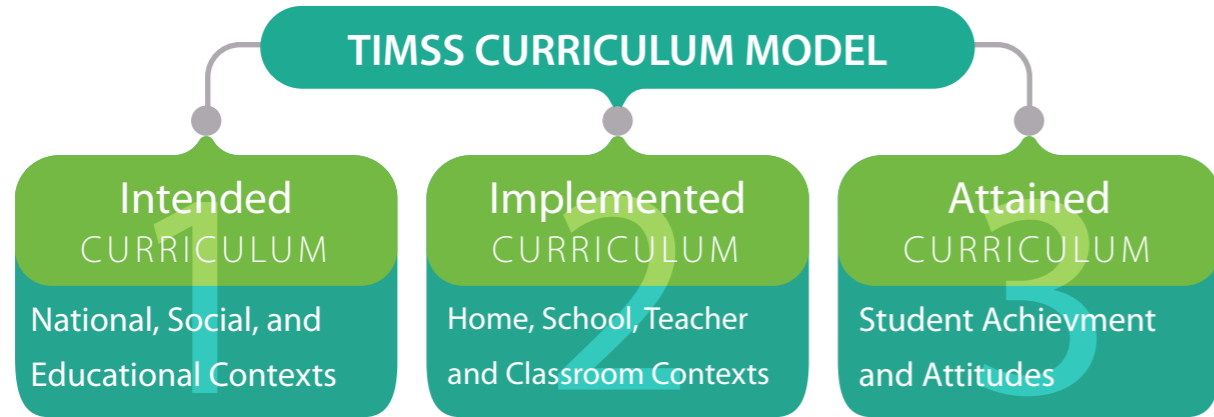 TIMSS CURRICULUM MODEL
1
Intended
CURRICULUM
National, Social, and
Educational Contexts
2
Implemented
CURRICULUM
Home, School, Teacher
and Classroom Contexts
3
Attained
CURRICULUM
Student Achievment
and Attitudes